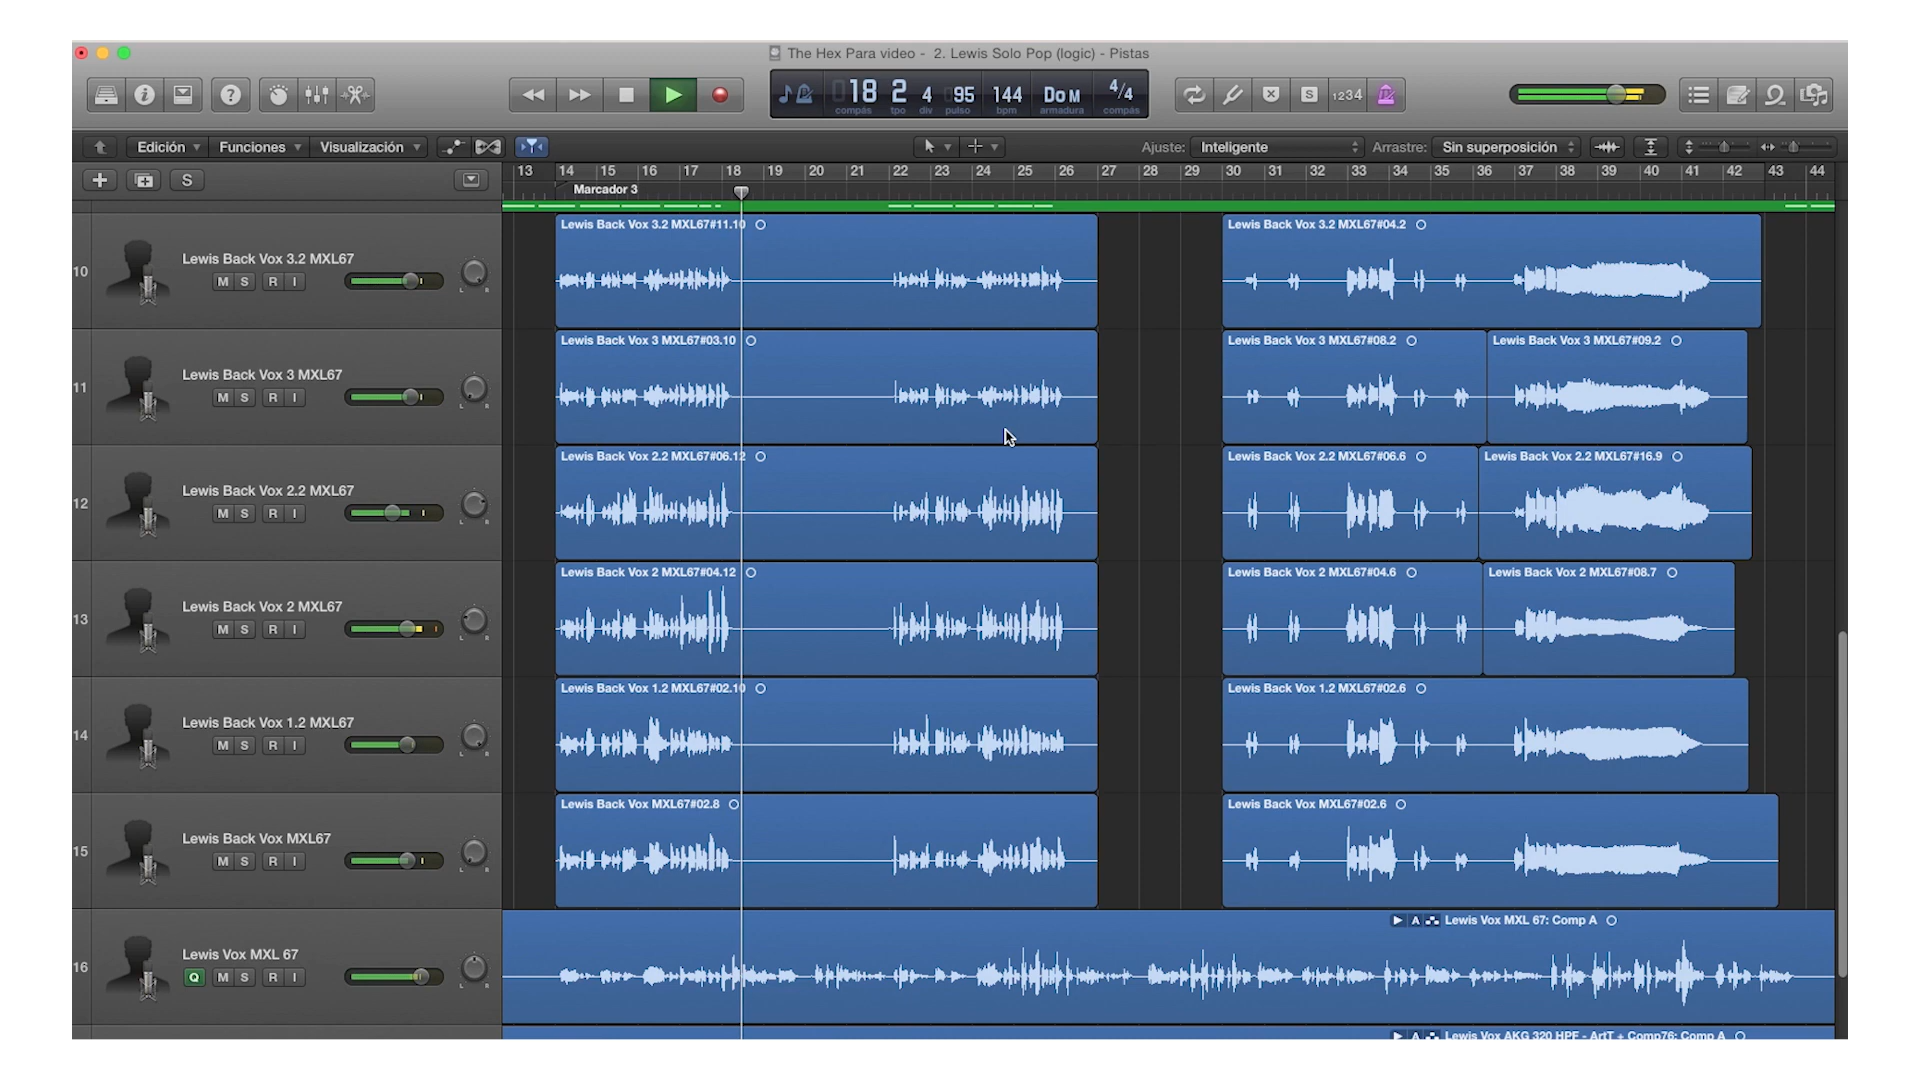 The Hex Para video - 2. Lewis Solo Pop (logic) - Pistas
18 2 4 95 144 Do M 4/4
compás tpo div pulso bpm armadura compás
S 1234
Edición Funciones Visualización Ajuste: Inteligente Arrastre: Sin superposición
S
13 14 15 16 17 18 19 20 21 22 23 24 25 26 27 28 29 30 31 32 33 34 35 36 37 38 39 40 41 42 43 44
Marcador 3
10 Lewis Back Vox 3.2 MXL67
M S R I
L R
Lewis Back Vox 3.2 MXL67#11.10
Lewis Back Vox 3.2 MXL67#04.2
11 Lewis Back Vox 3 MXL67
M S R I
L R
Lewis Back Vox 3 MXL67#03.10
Lewis Back Vox 3 MXL67#08.2
Lewis Back Vox 3 MXL67#09.2
12 Lewis Back Vox 2.2 MXL67
M S R I
L R
Lewis Back Vox 2.2 MXL67#06.12
Lewis Back Vox 2.2 MXL67#06.6
Lewis Back Vox 2.2 MXL67#16.9
13 Lewis Back Vox 2 MXL67
M S R I
L R
Lewis Back Vox 2 MXL67#04.12
Lewis Back Vox 2 MXL67#04.6
Lewis Back Vox 2 MXL67#08.7
14 Lewis Back Vox 1.2 MXL67
M S R I
L R
Lewis Back Vox 1.2 MXL67#02.10
Lewis Back Vox 1.2 MXL67#02.6
15 Lewis Back Vox MXL67
M S R I
L R
Lewis Back Vox MXL67#02.8
Lewis Back Vox MXL67#02.6
16 Lewis Vox MXL 67
Q M S R I
L R
A Lewis Vox MXL 67: Comp A
A Lewis Vox AKG 320 HPF - ArtT + Comp76: Comp A